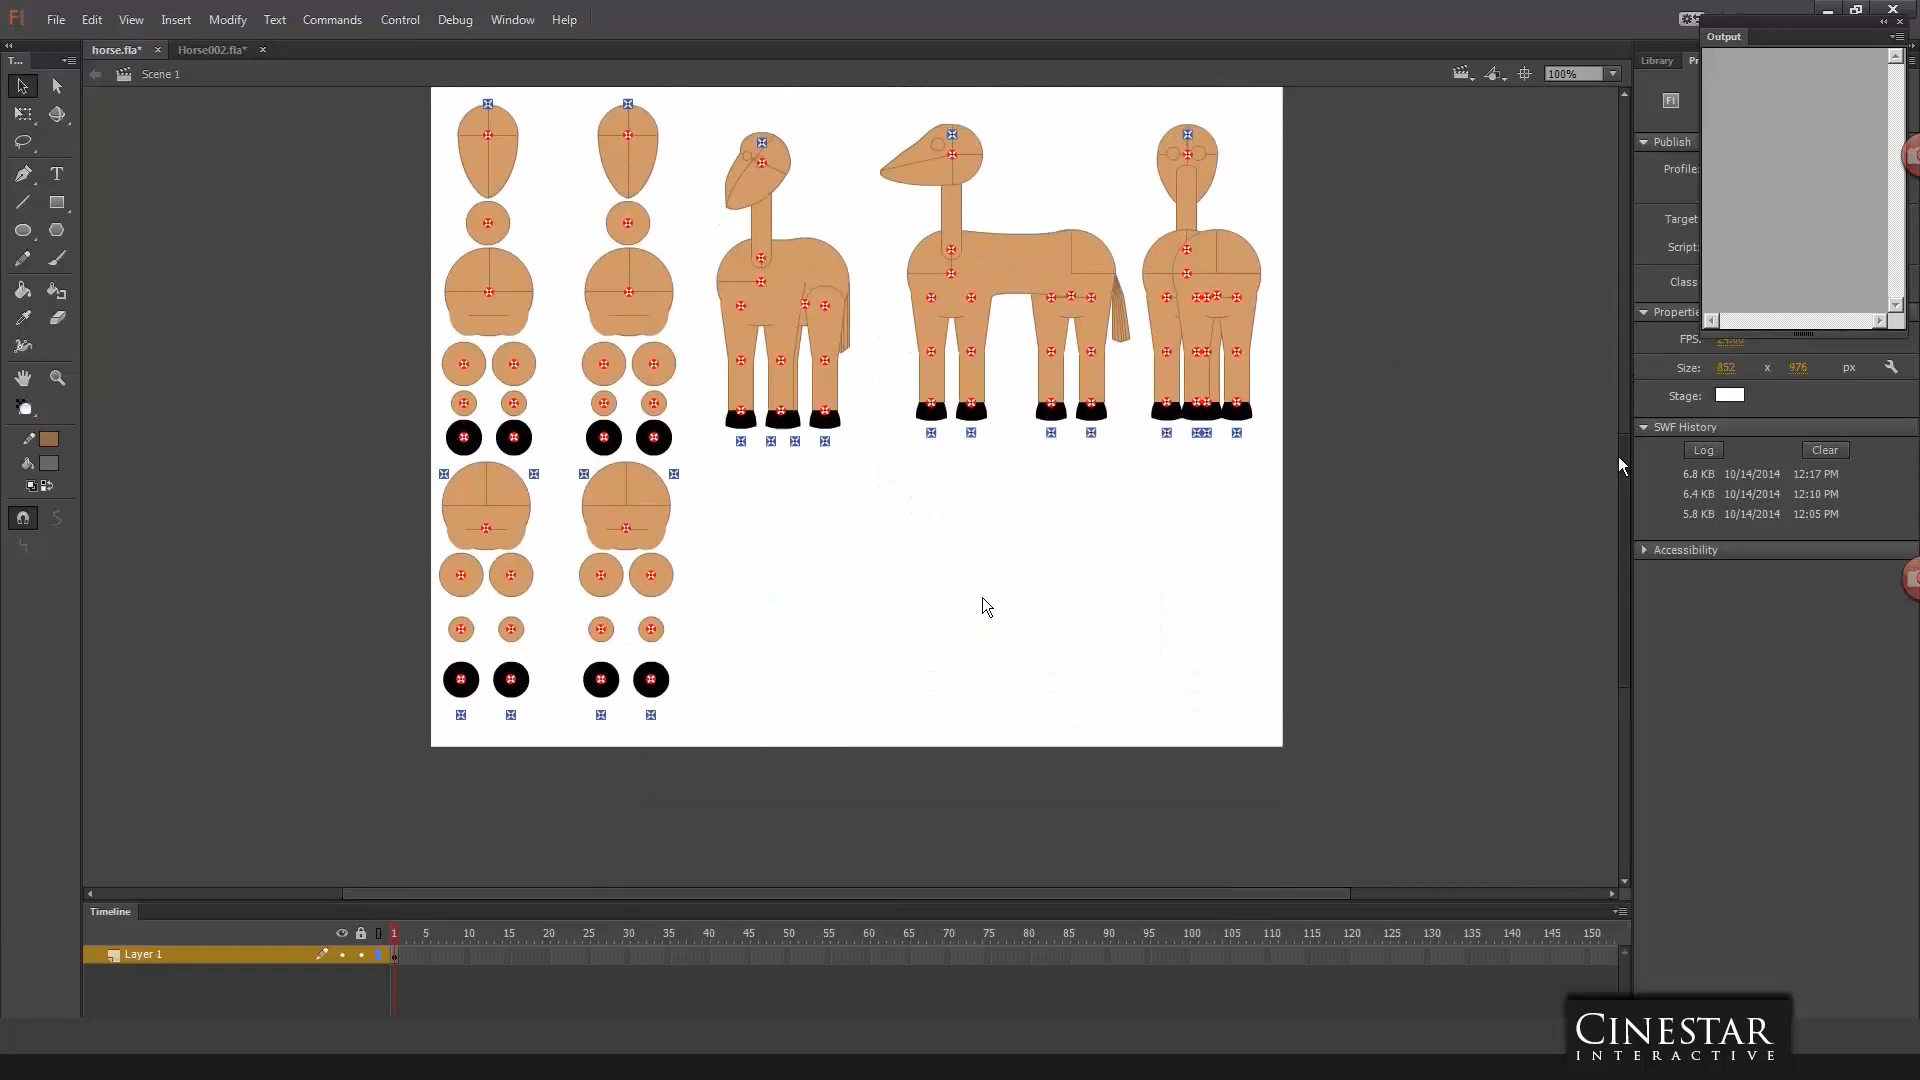 Fl File Edit View Insert Modify Text Commands Control Debug Window Help
horse.fla* × Horse002.fla* ×
Output
T...
Scene 1
100%
Library Pr
Fl
Publish
Profile:
Target
Script:
Class
Properti
FPS: 24.00
Size: 852 x 976 px
Stage:
SWF History
Log Clear
6.8 KB 10/14/2014 12:17 PM
6.4 KB 10/14/2014 12:10 PM
5.8 KB 10/14/2014 12:05 PM
Accessibility
Timeline
1 5 10 15 20 25 30 35 40 45 50 55 60 65 70 75 80 85 90 95 100 105 110 115 120 125 130 135 140 145 150
Layer 1
CINESTAR
INTERACTIVE